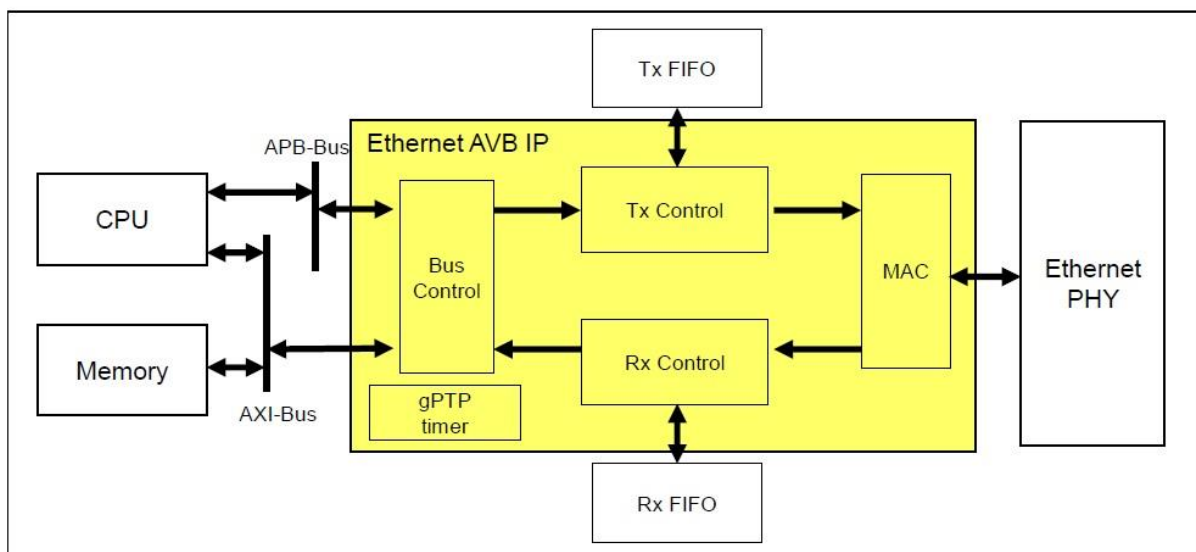 Tx FIFO
Ethernet AVB IP
APB-Bus
CPU
Tx Control
Bus
Control
MAC
Ethernet
PHY
Memory
Rx Control
AXI-Bus
gPTP
timer
Rx FIFO